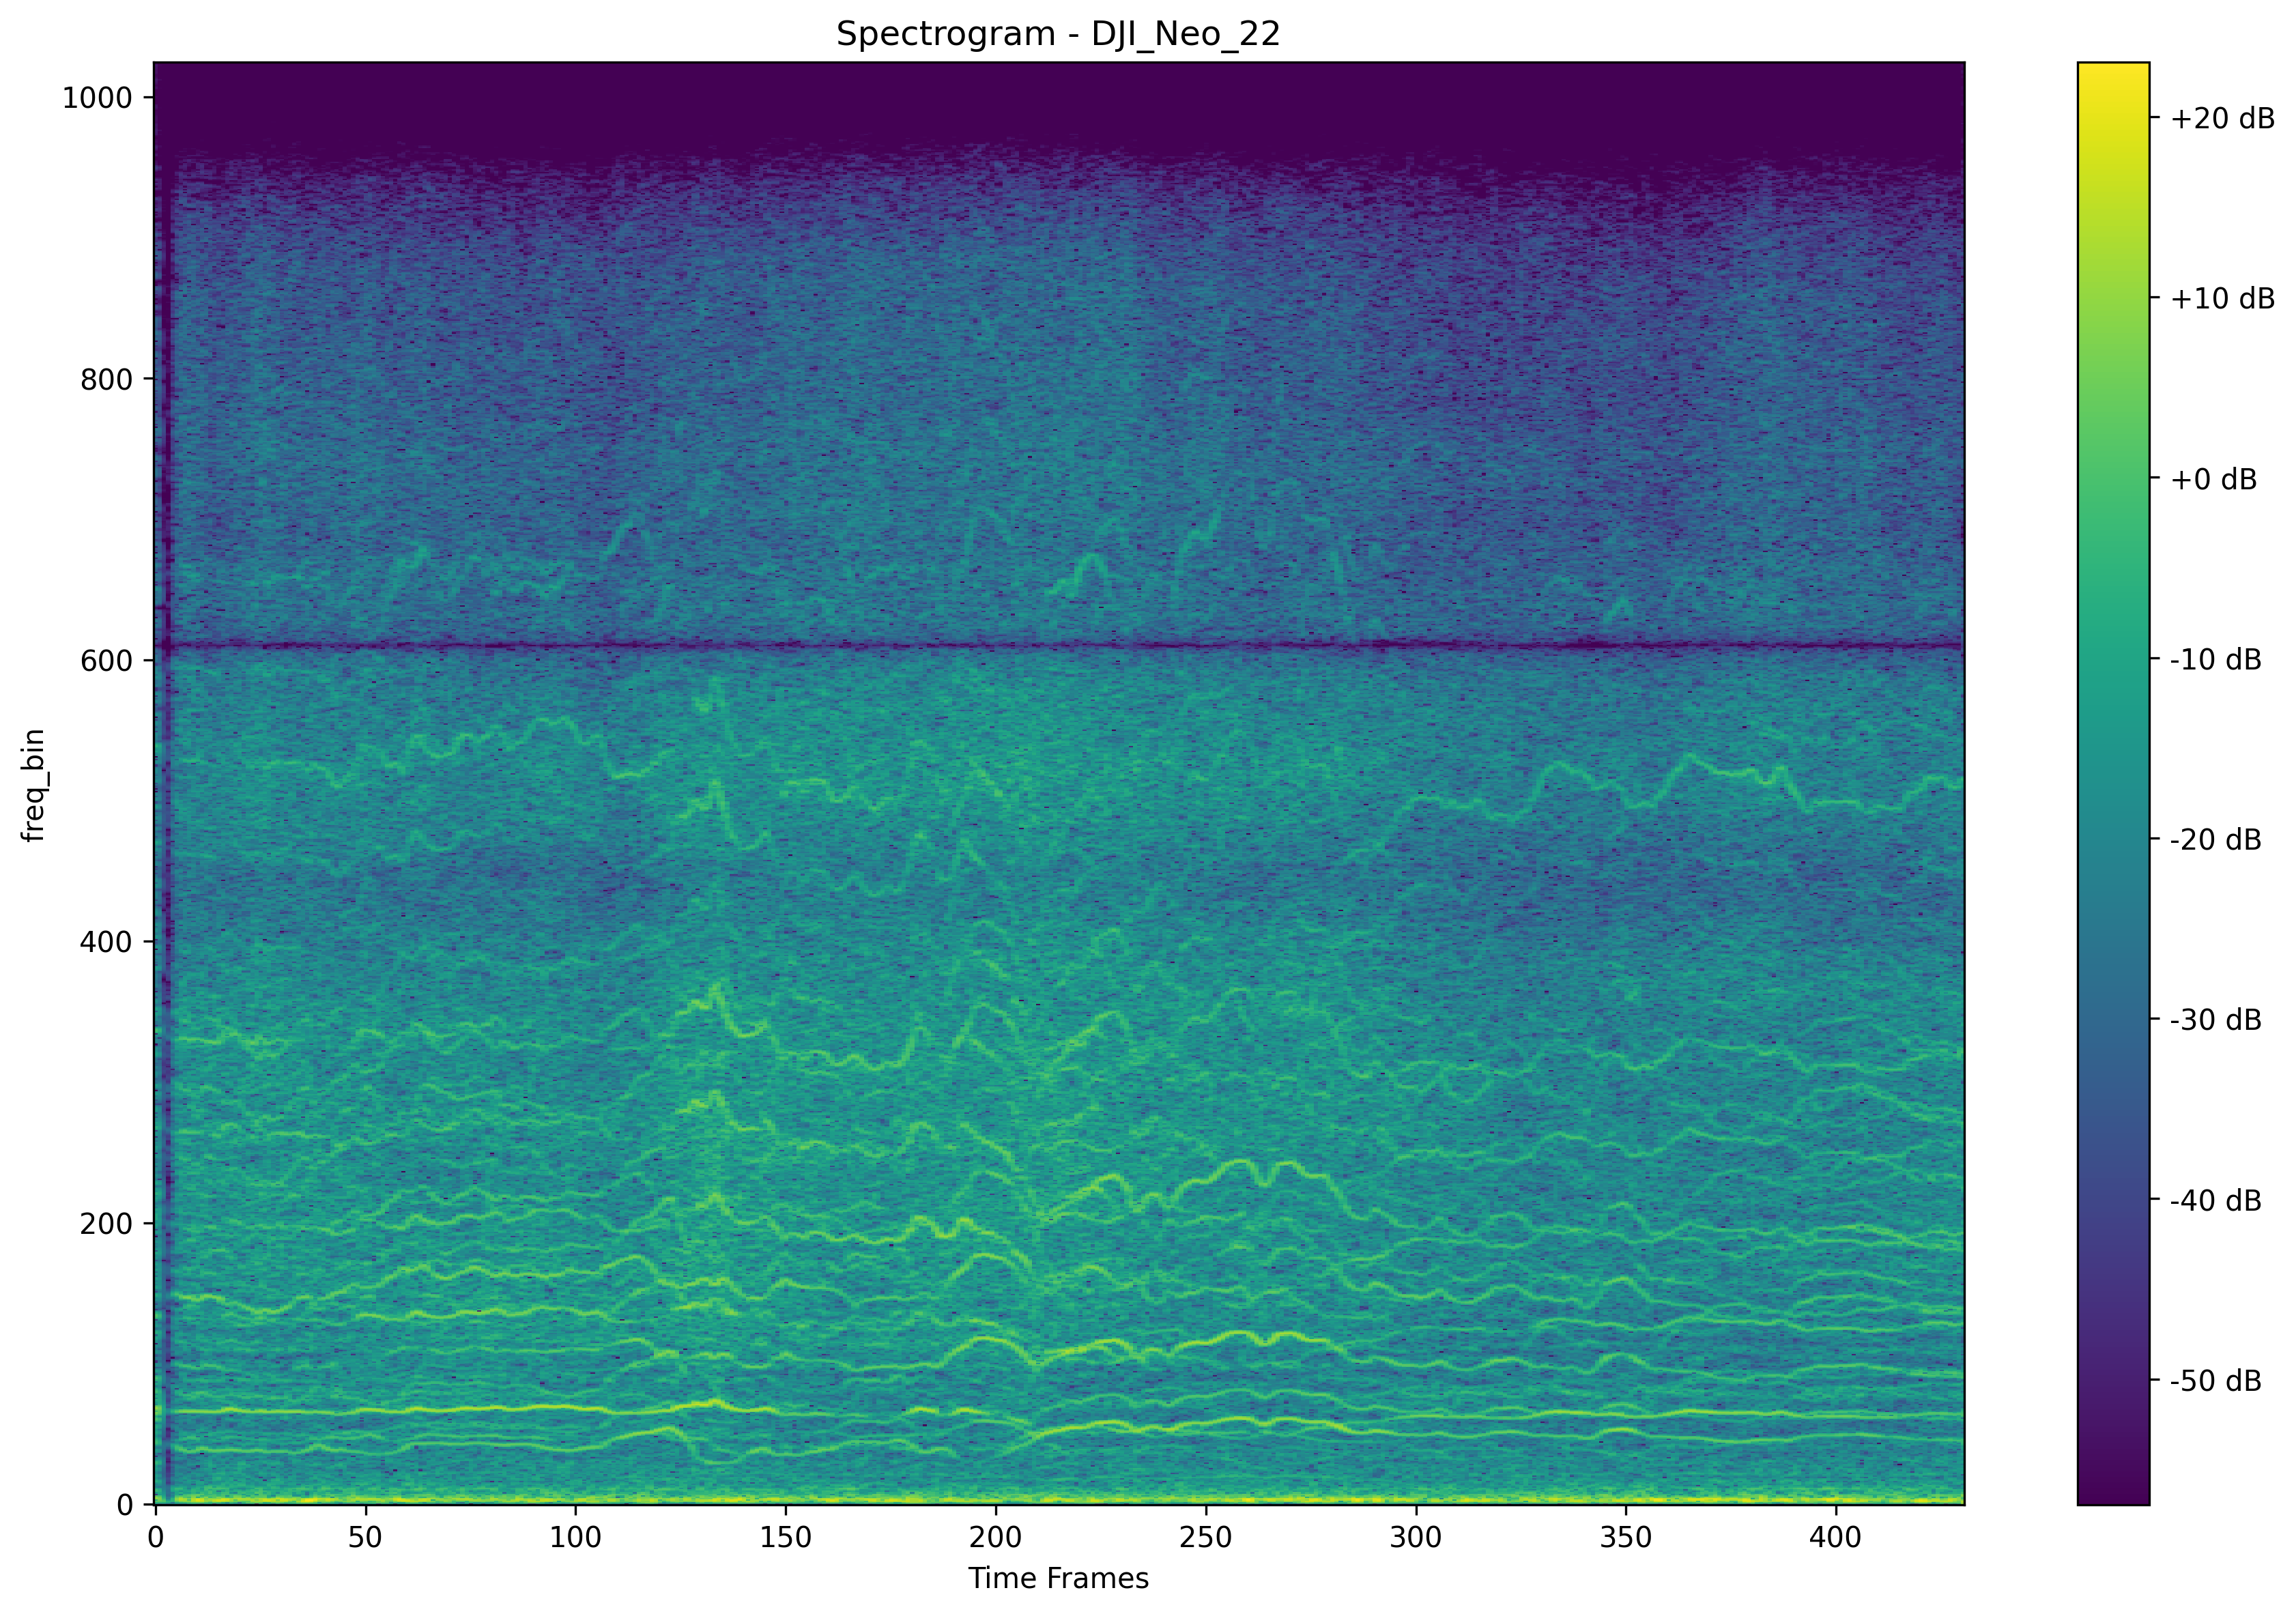 Spectrogram - DJI_Neo_22
1000
800
600
400
200
0
freq_bin
0 50 100 150 200 250 300 350 400
Time Frames
+20 dB
+10 dB
+0 dB
-10 dB
-20 dB
-30 dB
-40 dB
-50 dB